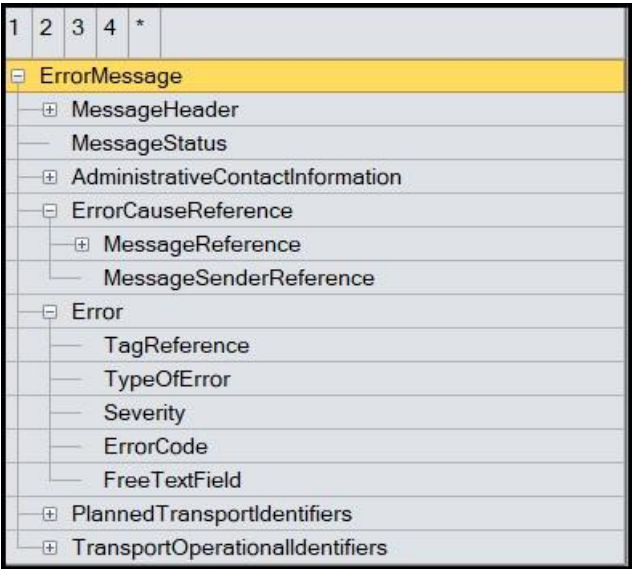 1 2 3 4 *
ErrorMessage
MessageHeader
MessageStatus
AdministrativeContactInformation
ErrorCauseReference
MessageReference
MessageSenderReference
Error
TagReference
TypeOfError
Severity
ErrorCode
FreeTextField
PlannedTransportIdentifiers
TransportOperationalIdentifiers